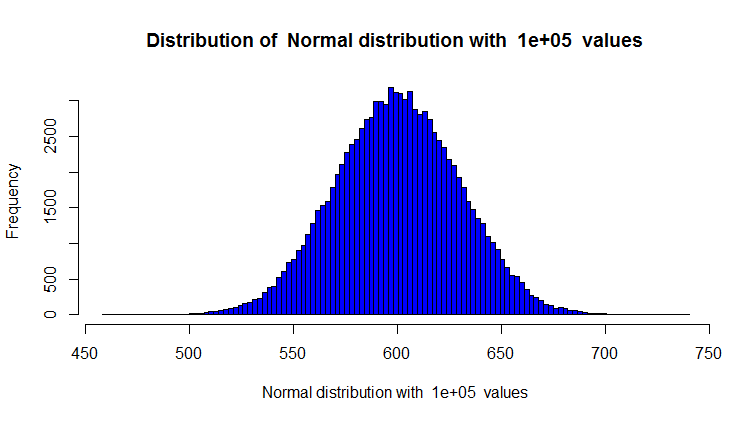 Distribution of  Normal distribution with  1e+05  values
Frequency
2500
1500
500
0
450 500 550 600 650 700 750
Normal distribution with  1e+05  values